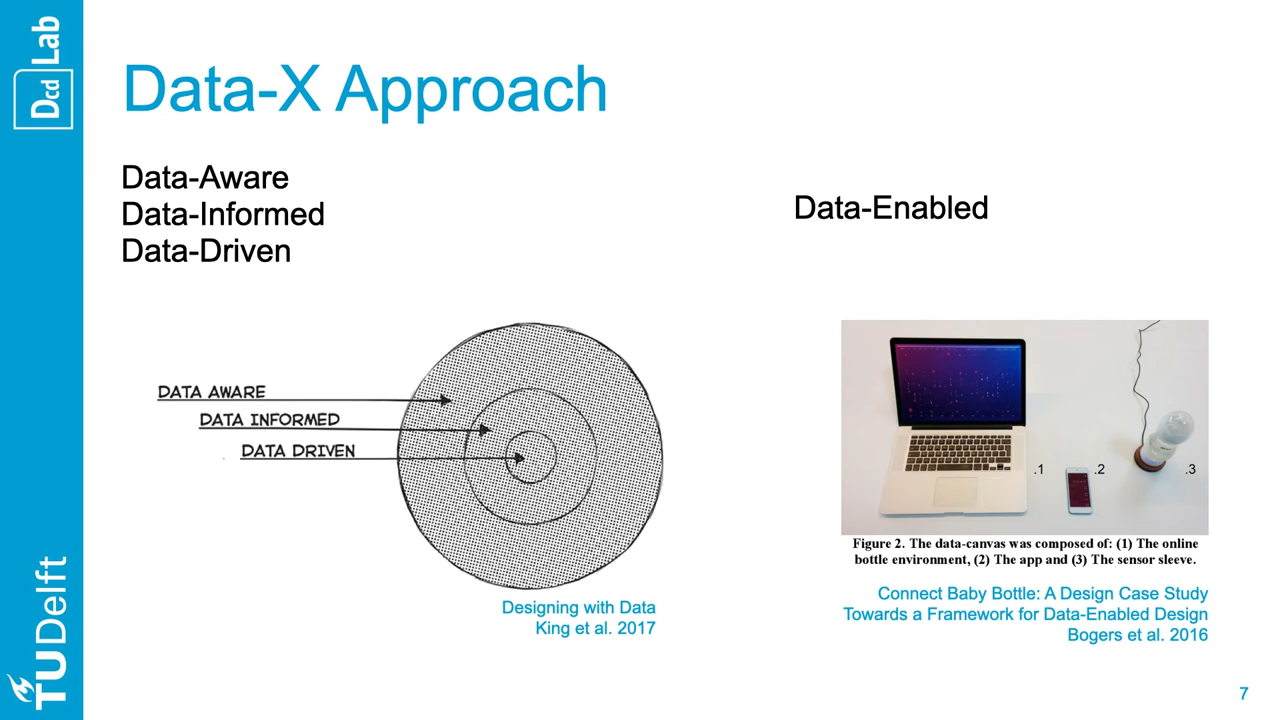 Dcd Lab
TUDelft
Data-X Approach
Data-Aware
Data-Informed
Data-Driven
DATA AWARE
DATA INFORMED
DATA DRIVEN
Designing with Data
King et al. 2017
Data-Enabled
.1
.2
.3
Figure 2. The data-canvas was composed of: (1) The online
bottle environment, (2) The app and (3) The sensor sleeve.
Connect Baby Bottle: A Design Case Study
Towards a Framework for Data-Enabled Design
Bogers et al. 2016
7